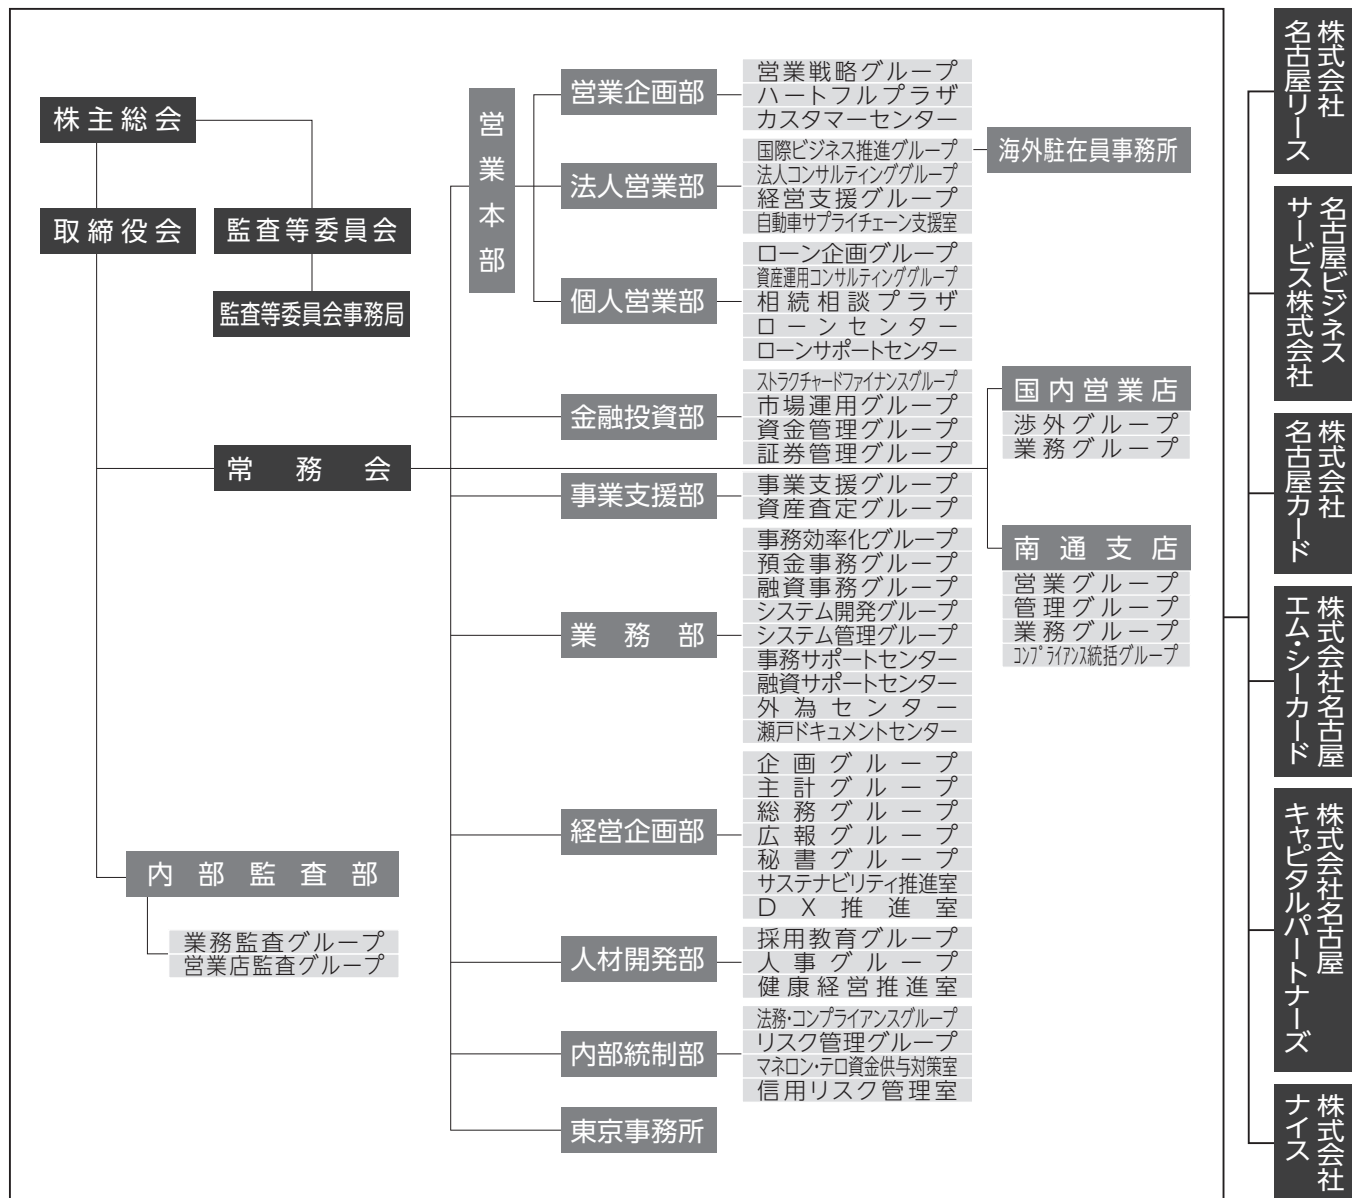 株主総会
取締役会
監査等委員会
監査等委員会事務局
常務会
内部監査部
業務監査グループ
営業店監査グループ
営業本部
営業企画部
営業戦略グループ
ハートフルプラザ
カスタマーセンター
法人営業部
国際ビジネス推進グループ
法人コンサルティンググループ
経営支援グループ
自動車サプライチェーン支援室
海外駐在員事務所
個人営業部
ローン企画グループ
資産運用コンサルティンググループ
相続相談プラザ
ローンセンター
ローンサポートセンター
金融投資部
ストラクチャードファイナンスグループ
市場運用グループ
資金管理グループ
証券管理グループ
事業支援部
事業支援グループ
資産査定グループ
業務部
事務効率化グループ
預金事務グループ
融資事務グループ
システム開発グループ
システム管理グループ
事務サポートセンター
融資サポートセンター
外為センター
瀬戸ドキュメントセンター
経営企画部
企画グループ
主計グループ
総務グループ
広報グループ
秘書グループ
サステナビリティ推進室
DX推進室
人材開発部
採用教育グループ
人事グループ
健康経営推進室
内部統制部
法務・コンプライアンスグループ
リスク管理グループ
マネロン・テロ資金供与対策室
信用リスク管理室
東京事務所
国内営業店
渉外グループ
業務グループ
南通支店
営業グループ
管理グループ
業務グループ
コンプライアンス統括グループ
株式会社
名古屋リース
名古屋ビジネス
サービス株式会社
株式会社
名古屋カード
株式会社名古屋
エム・シーカード
株式会社名古屋
キャピタルパートナーズ
株式会社
ナイス